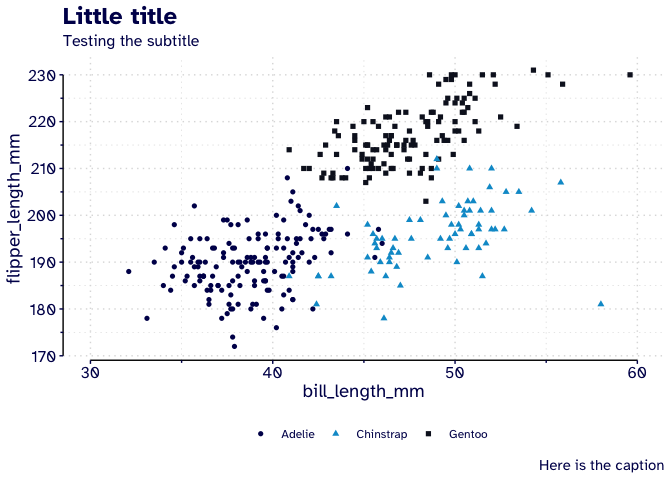 Little title
Testing the subtitle
230
220
210
200
190
180
170
flipper_length_mm
30 40 50 60
bill_length_mm
Adelie Chinstrap Gentoo
Here is the caption